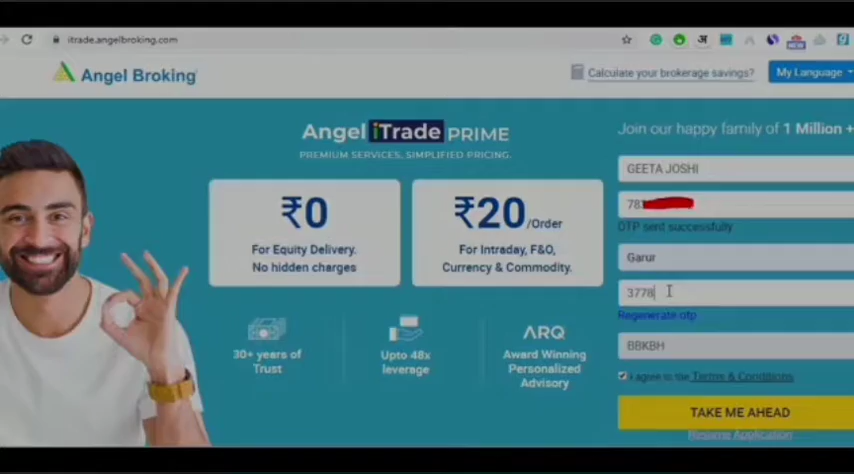 itrade.angelbroking.com
अ
Angel Broking
Calculate your brokerage savings?
My Language
Angel iTrade PRIME
PREMIUM SERVICES, SIMPLIFIED PRICING.
Join our happy family of 1 Million +
GEETA JOSHI
₹0
For Equity Delivery.
No hidden charges
₹20/Order
For Intraday, F&O,
Currency & Commodity.
78
OTP sent successfully
Garur
3778
Regenerate otp
BBKBH
30+ years of
Trust
Upto 48x
leverage
ARQ
Award Winning
Personalized
Advisory
I agree to the Terms & Conditions
TAKE ME AHEAD
Resume Application